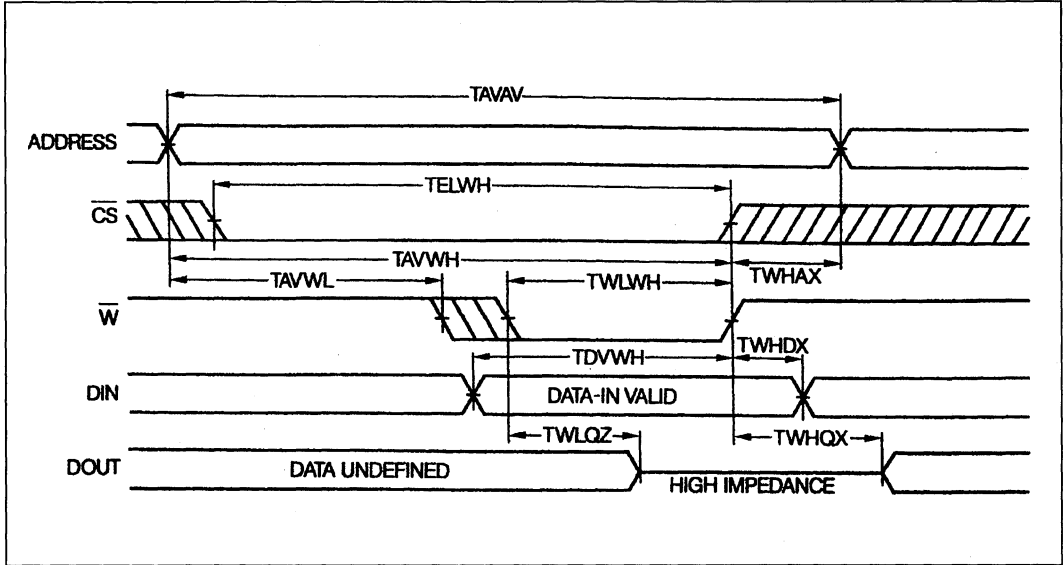 TAVAV
ADDRESS
TELWH
C̅S̅
TAVWH
TAVWL
TWLWH
TWHAX
W̅
TDVWH
TWHDX
DIN
DATA-IN VALID
TWLQZ
TWHQX
DOUT
DATA UNDEFINED
HIGH IMPEDANCE